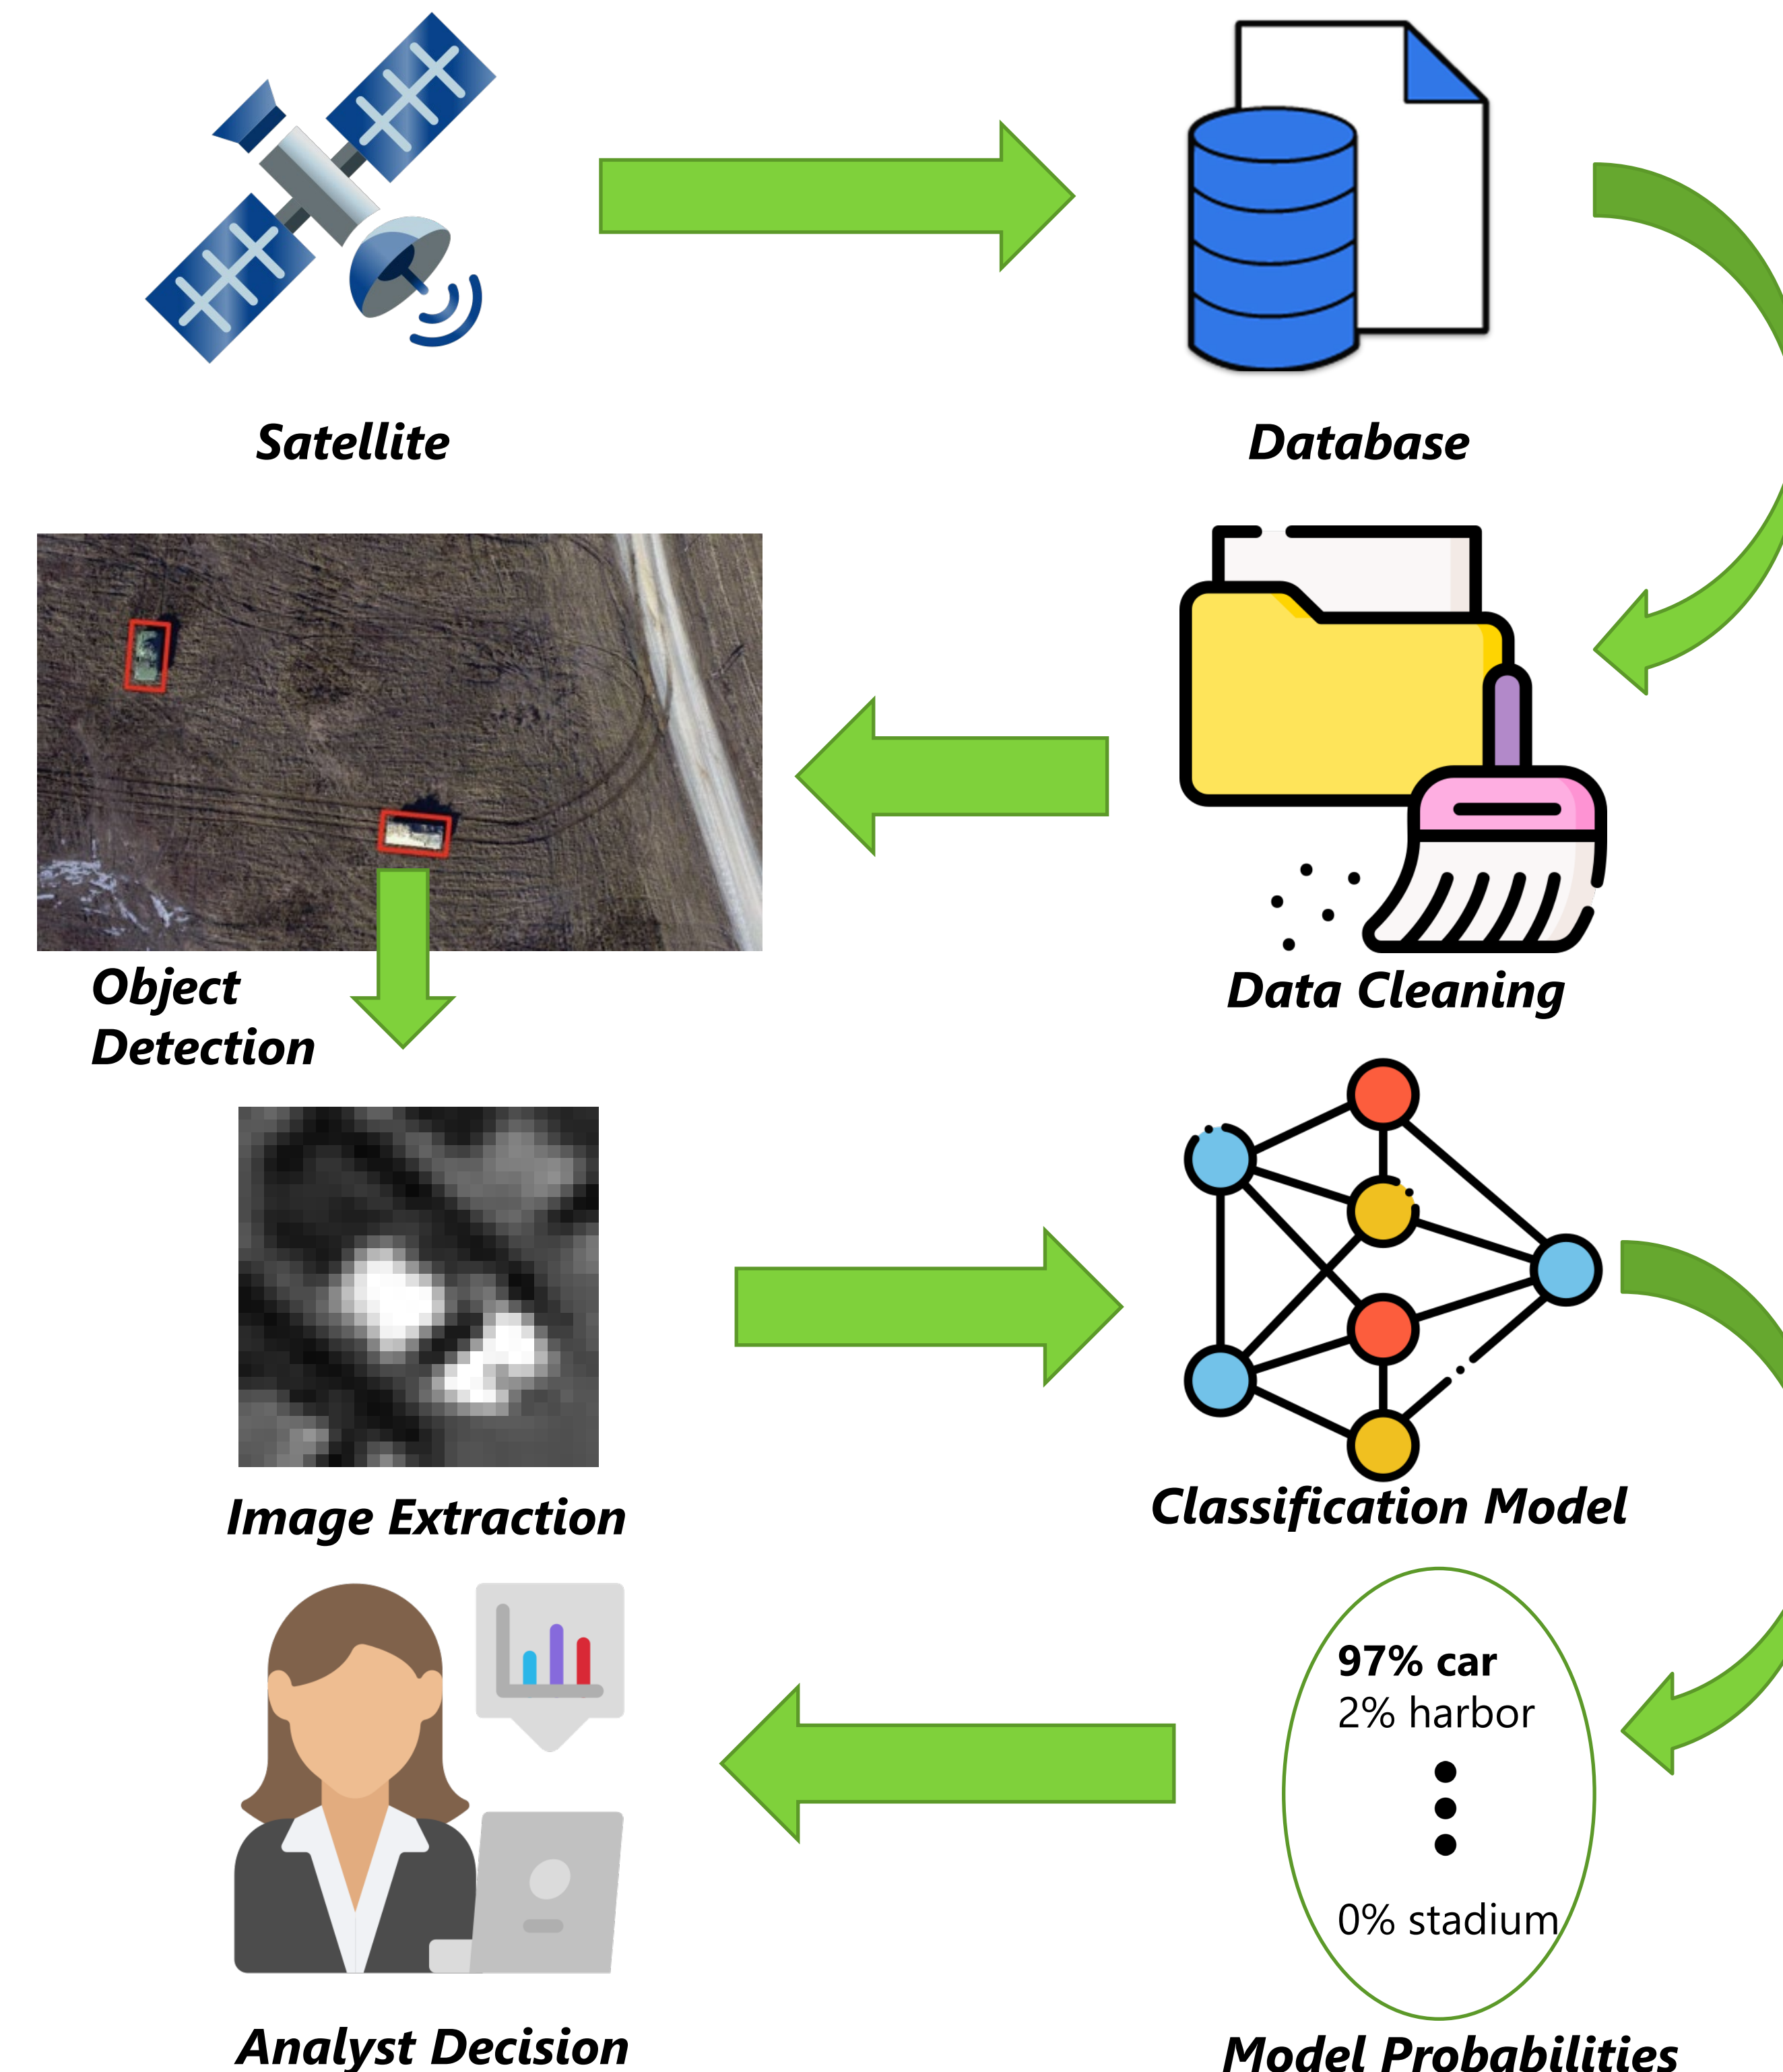 Satellite
Database
Object
Detection
Data Cleaning
Image Extraction
Classification Model
97% car
2% harbor
0% stadium
Analyst Decision
Model Probabilities